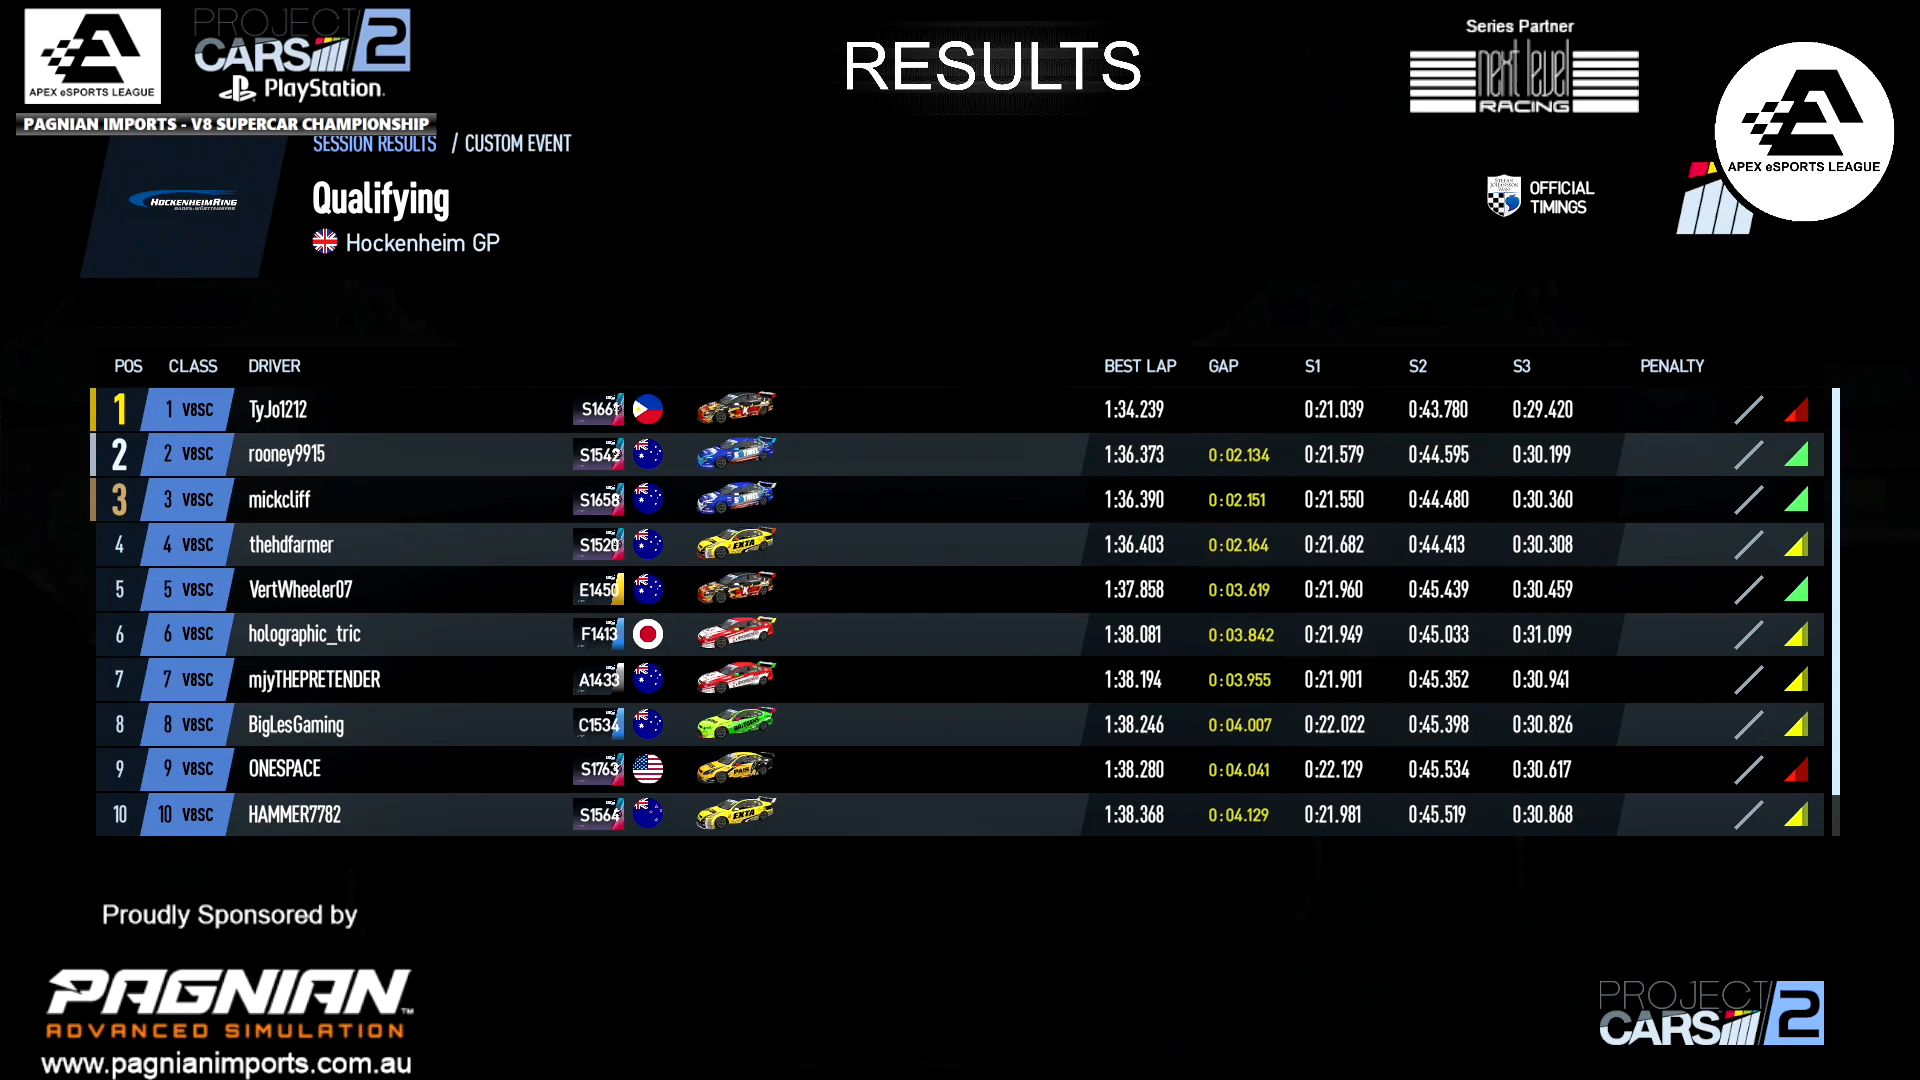 APEX eSPORTS LEAGUE
PROJECT CARS 2
PlayStation.
PAGNIAN IMPORTS - V8 SUPERCAR CHAMPIONSHIP
RESULTS
Series Partner
next level
RACING
APEX eSPORTS LEAGUE
SESSION RESULTS / CUSTOM EVENT
HOCKENHEIMRING
BADEN-WÜRTTEMBERG
Qualifying
Hockenheim GP
OFFICIAL
TIMINGS
POS CLASS DRIVER BEST LAP GAP S1 S2 S3 PENALTY
1 1 V8SC TyJo1212 S1661 1:34.239 0:21.039 0:43.780 0:29.420
2 2 V8SC rooney9915 S1542 1:36.373 0:02.134 0:21.579 0:44.595 0:30.199
3 3 V8SC mickcliff S1658 1:36.390 0:02.151 0:21.550 0:44.480 0:30.360
4 4 V8SC thehdfarmer S1520 EXTA 1:36.403 0:02.164 0:21.682 0:44.413 0:30.308
5 5 V8SC VertWheeler07 E1450 1:37.858 0:03.619 0:21.960 0:45.439 0:30.459
6 6 V8SC holographic_tric F1413 1:38.081 0:03.842 0:21.949 0:45.033 0:31.099
7 7 V8SC mjyTHEPRETENDER A1433 1:38.194 0:03.955 0:21.901 0:45.352 0:30.941
8 8 V8SC BigLesGaming C1534 1:38.246 0:04.007 0:22.022 0:45.398 0:30.826
9 9 V8SC ONESPACE S1763 1:38.280 0:04.041 0:22.129 0:45.534 0:30.617
10 10 V8SC HAMMER7782 S1564 EXTA 1:38.368 0:04.129 0:21.981 0:45.519 0:30.868
Proudly Sponsored by
PAGNIAN™
ADVANCED SIMULATION
www.pagnianimports.com.au
PROJECT CARS 2